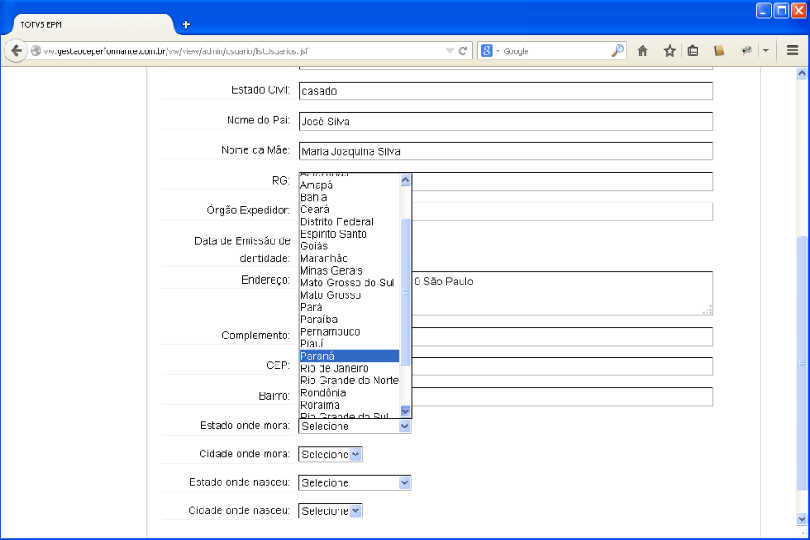 TOTVS EPM
vw.gestaoperformance.com.br/vw/view/admin/usuario/listUsuarios.jsf
Google
Estado Civil: casado
Nome do Pai: José Silva
Nome da Mãe: Maria Joaquina Silva
RG:
Amapá
Bahia
Ceará
Órgão Expedidor:
Distrito Federal
Espírito Santo
Data de Emissão de
Goiás
identidade:
Maranhão
Minas Gerais
Endereço:
Mato Grosso do Sul
0 São Paulo
Mato Grosso
Pará
Paraíba
Complemento:
Pernambuco
Piauí
Paraná
CEP:
Rio de Janeiro
Rio Grande do Norte
Bairro:
Rondônia
Roraima
Rio Grande do Sul
Estado onde mora: Selecione
Cidade onde mora: Selecione
Estado onde nasceu: Selecione
Cidade onde nasceu: Selecione